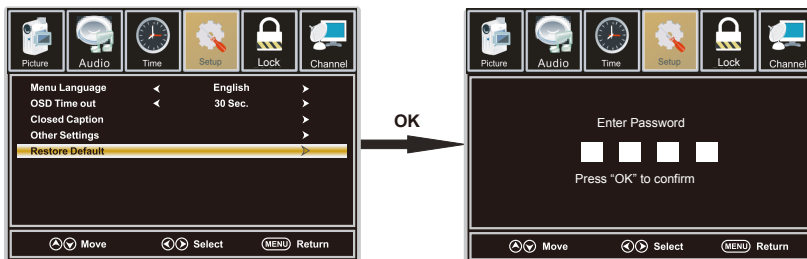 Picture Audio Time Setup Lock Channel
Menu Language English
OSD Time out 30 Sec.
Closed Caption
Other Settings
Restore Default
Move Select MENU Return
OK
Picture Audio Time Setup Lock Channel
Enter Password
Press “OK” to confirm
Move Select MENU Return